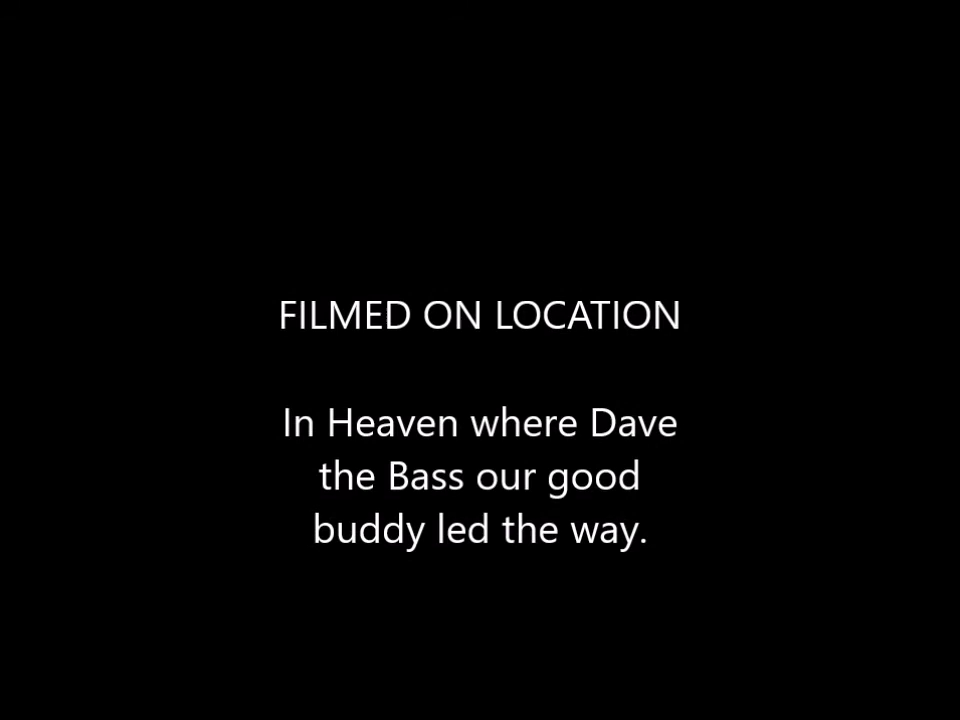 FILMED ON LOCATION
In Heaven where Dave
the Bass our good
buddy led the way.